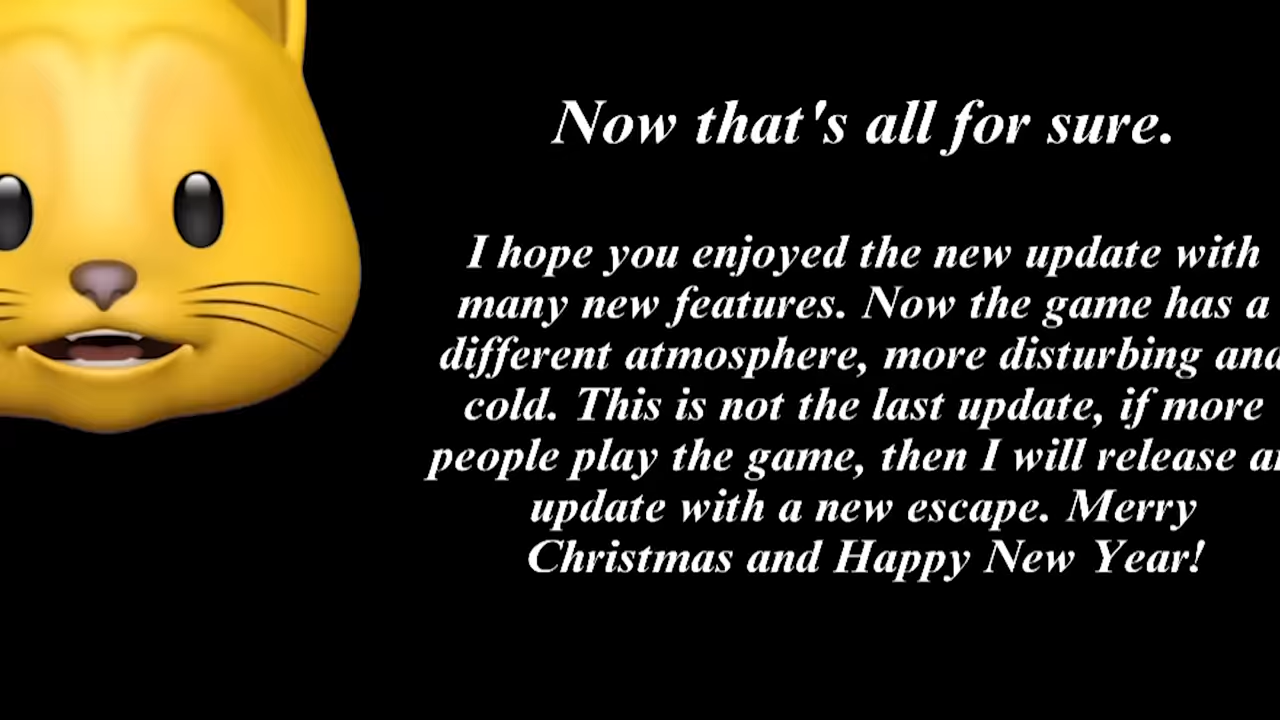 Now that's all for sure.
I hope you enjoyed the new update with
many new features. Now the game has a
different atmosphere, more disturbing and
cold. This is not the last update, if more
people play the game, then I will release an
update with a new escape. Merry
Christmas and Happy New Year!